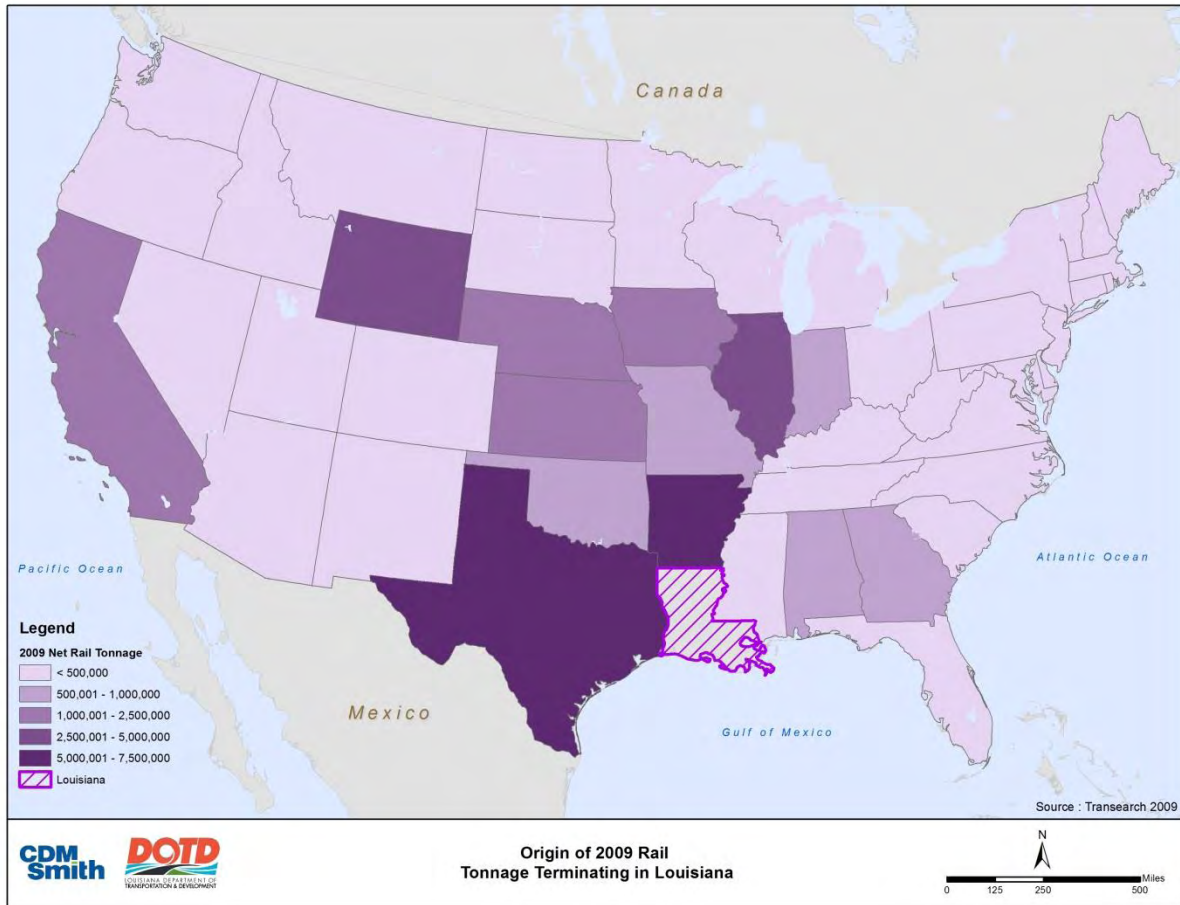 Canada
Pacific Ocean
Atlantic Ocean
Mexico
Gulf of Mexico
Legend
2009 Net Rail Tonnage
< 500,000
500,001 - 1,000,000
1,000,001 - 2,500,000
2,500,001 - 5,000,000
5,000,001 - 7,500,000
Louisiana
Source : Transearch 2009
CDM
Smith
DOTD
LOUISIANA DEPARTMENT OF
TRANSPORTATION & DEVELOPMENT
Origin of 2009 Rail
Tonnage Terminating in Louisiana
N
Miles
0 125 250 500